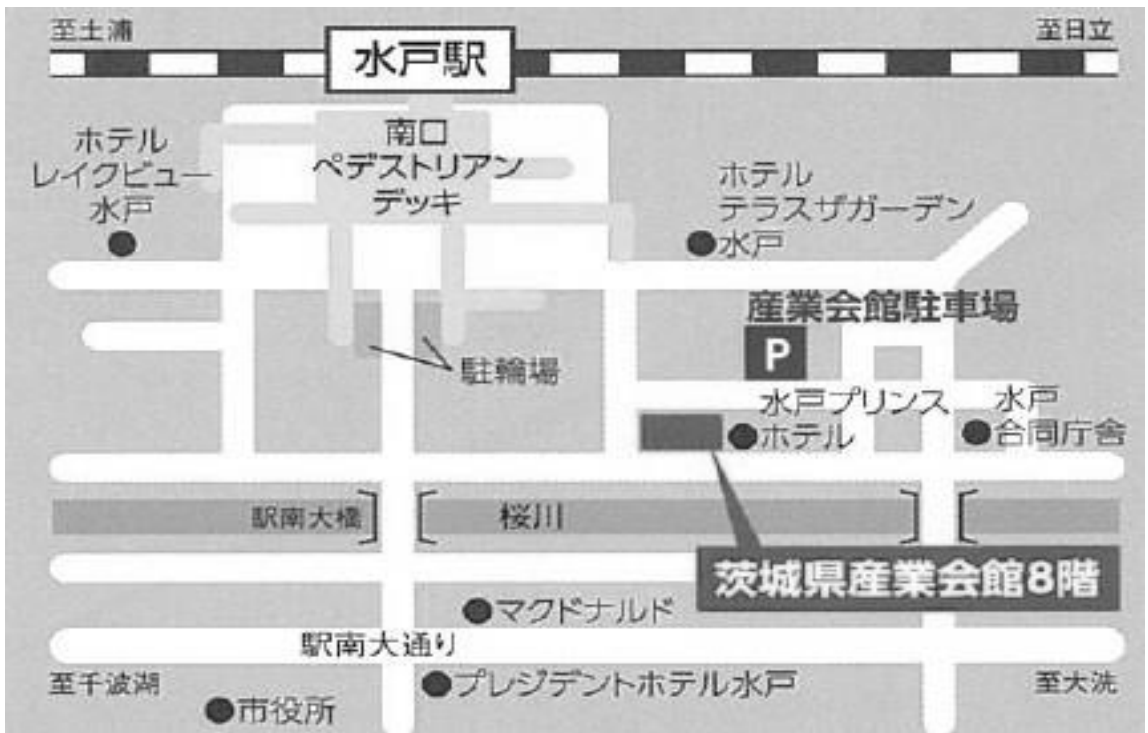 至土浦
水戸駅
至日立
南口
ペデストリアン
デッキ
ホテル
レイクビュー
水戸
ホテル
テラスザガーデン
水戸
産業会館駐車場
P
駐輪場
水戸プリンス
ホテル
水戸
合同庁舎
駅南大橋
桜川
茨城県産業会館8階
マクドナルド
駅南大通り
至千波湖
プレジデントホテル水戸
至大洗
市役所